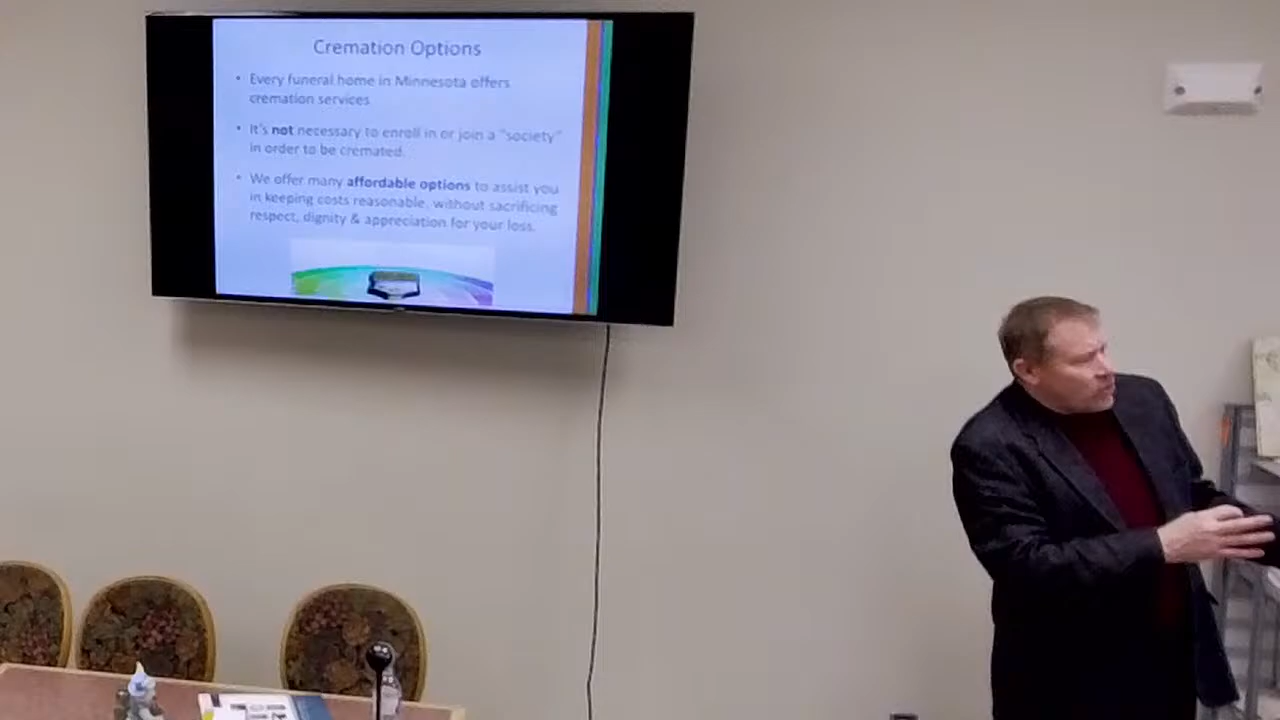 Cremation Options
• Every funeral home in Minnesota offers
cremation services
• It's not necessary to enroll in or join a "society"
in order to be cremated.
• We offer many affordable options to assist you
in keeping costs reasonable, without sacrificing
respect, dignity & appreciation for your loss.